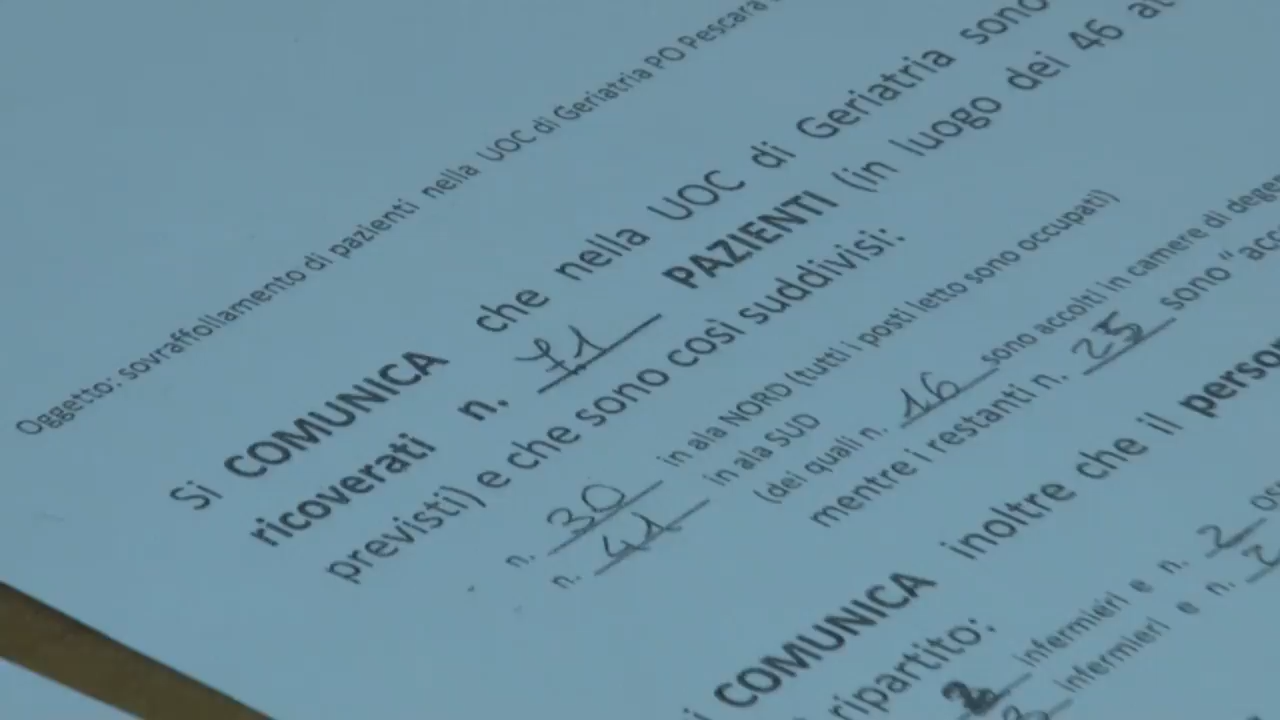 Oggetto: sovraffollamento di pazienti nella UOC di Geriatria PO Pescara
Si COMUNICA che nella UOC di Geriatria sono
ricoverati n. 71 PAZIENTI (in luogo dei 46
previsti) e che sono così suddivisi:
n. 30 in ala NORD (tutti i posti letto sono occupati)
n. 41 in ala SUD
(dei quali n. 16 sono accolti in camere di
mentre i restanti n. 25 sono "
COMUNICA inoltre che il
ripartito:
2 infermieri e n. 2
3 infermieri e n. 2